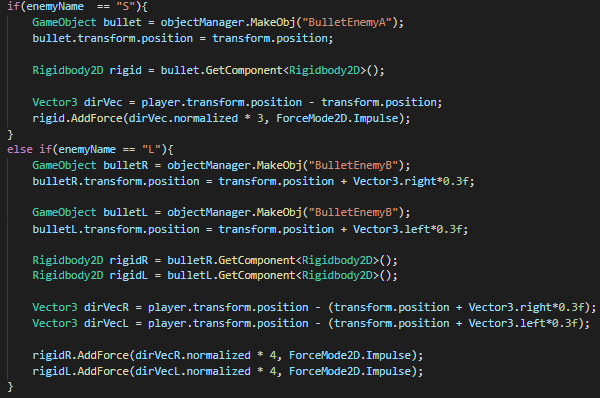 if(enemyName  == "S"){
GameObject bullet = objectManager.MakeObj("BulletEnemyA");
bullet.transform.position = transform.position;
Rigidbody2D rigid = bullet.GetComponent<Rigidbody2D>();
Vector3 dirVec = player.transform.position - transform.position;
rigid.AddForce(dirVec.normalized * 3, ForceMode2D.Impulse);
}
else if(enemyName == "L"){
GameObject bulletR = objectManager.MakeObj("BulletEnemyB");
bulletR.transform.position = transform.position + Vector3.right*0.3f;
GameObject bulletL = objectManager.MakeObj("BulletEnemyB");
bulletL.transform.position = transform.position + Vector3.left*0.3f;
Rigidbody2D rigidR = bulletR.GetComponent<Rigidbody2D>();
Rigidbody2D rigidL = bulletL.GetComponent<Rigidbody2D>();
Vector3 dirVecR = player.transform.position - (transform.position + Vector3.right*0.3f);
Vector3 dirVecL = player.transform.position - (transform.position + Vector3.left*0.3f);
rigidR.AddForce(dirVecR.normalized * 4, ForceMode2D.Impulse);
rigidL.AddForce(dirVecL.normalized * 4, ForceMode2D.Impulse);
}